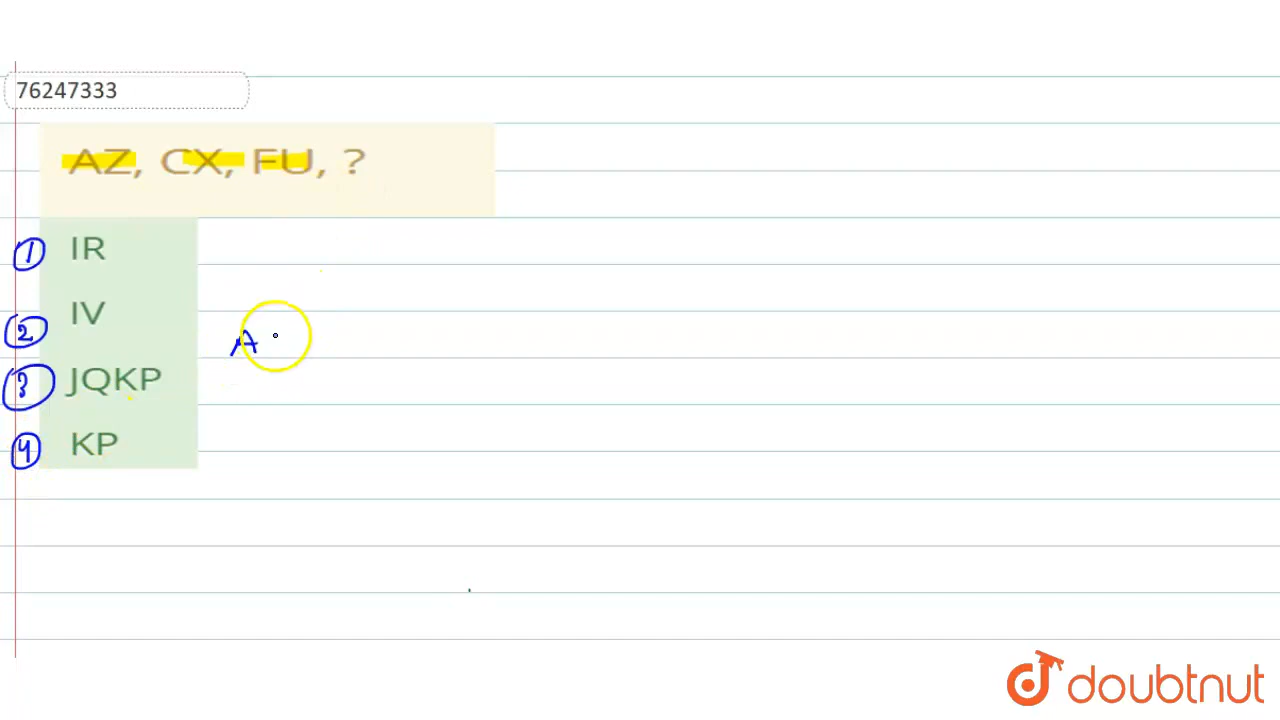 76247333
AZ, CX, FU, ?
① IR
② IV
③ JQKP
④ KP
A
doubtnut